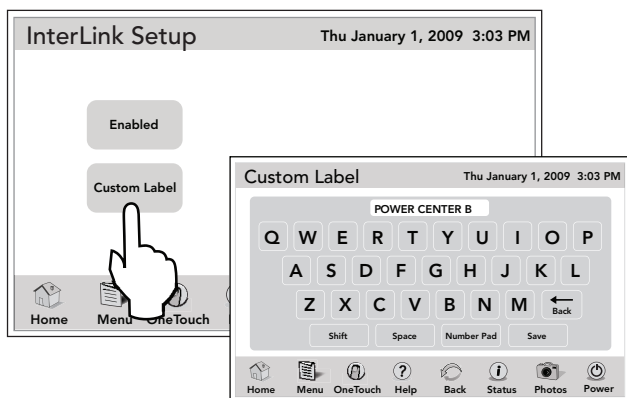 InterLink Setup Thu January 1, 2009 3:03 PM
Enabled
Custom Label
Home Menu OneTouch
Custom Label Thu January 1, 2009 3:03 PM
POWER CENTER B
Q W E R T Y U I O P
A S D F G H J K L
Z X C V B N M Back
Shift Space Number Pad Save
Home Menu OneTouch Help Back Status Photos Power